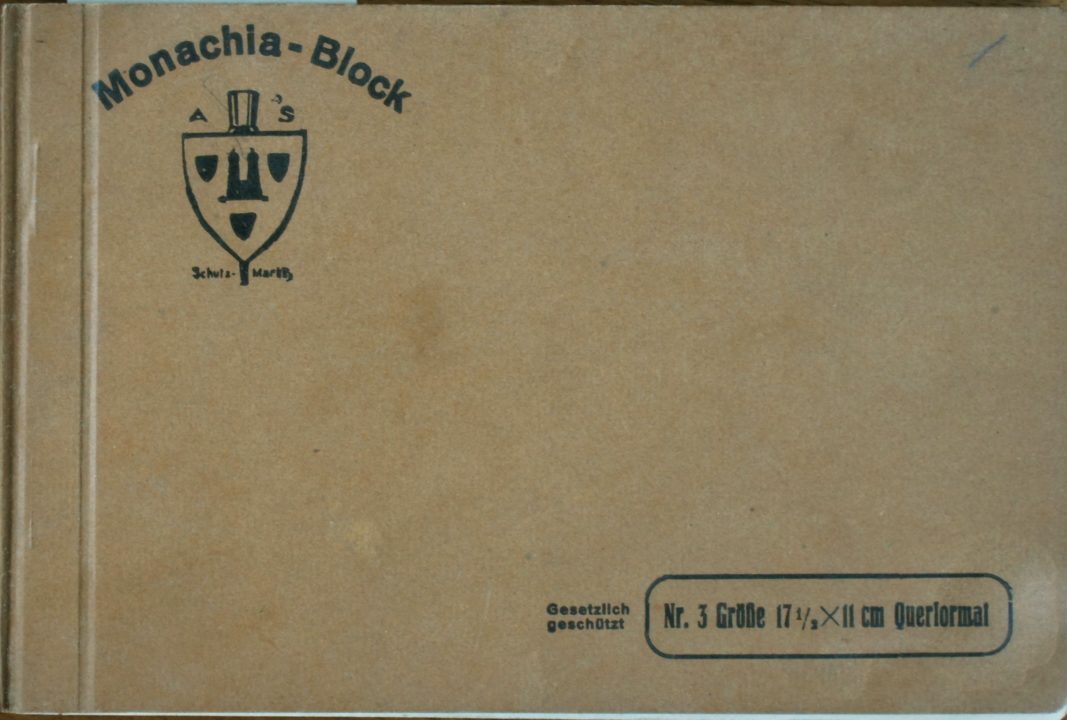 Monachia-Block
A S
Schutz- Marke
Gesetzlich
geschützt
Nr. 3 Größe 17 1/2 × 11 cm Querformat